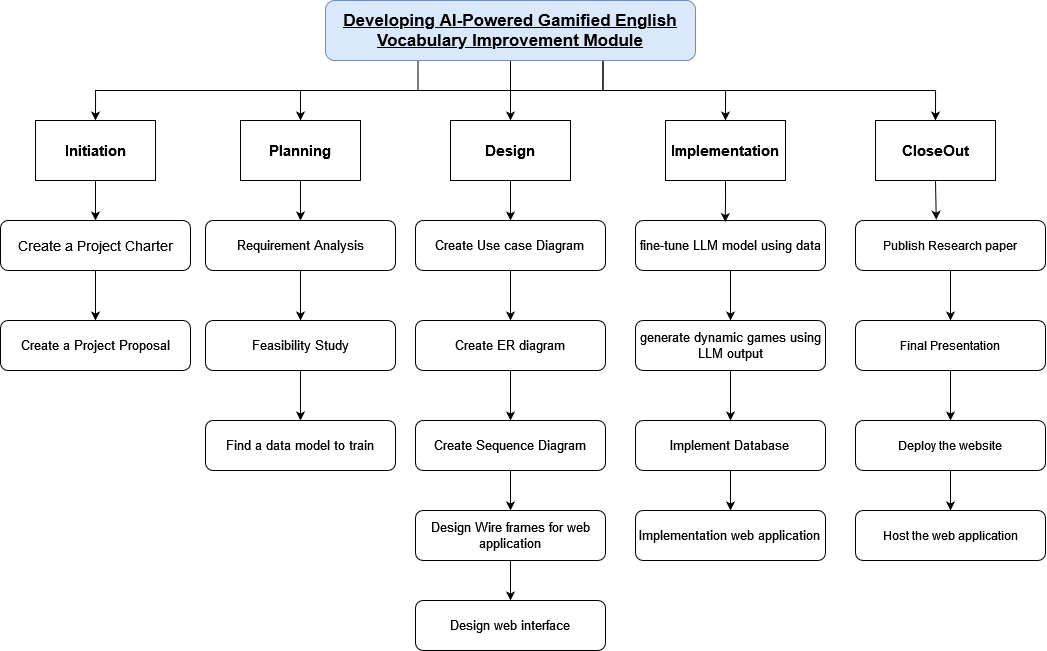 Developing AI-Powered Gamified English
Vocabulary Improvement Module
Initiation
Planning
Design
Implementation
CloseOut
Create a Project Charter
Requirement Analysis
Create Use case Diagram
fine-tune LLM model using data
Publish Research paper
Create a Project Proposal
Feasibility Study
Create ER diagram
generate dynamic games using
LLM output
Final Presentation
Find a data model to train
Create Sequence Diagram
Implement Database
Deploy the website
Design Wire frames for web
application
Implementation web application
Host the web application
Design web interface